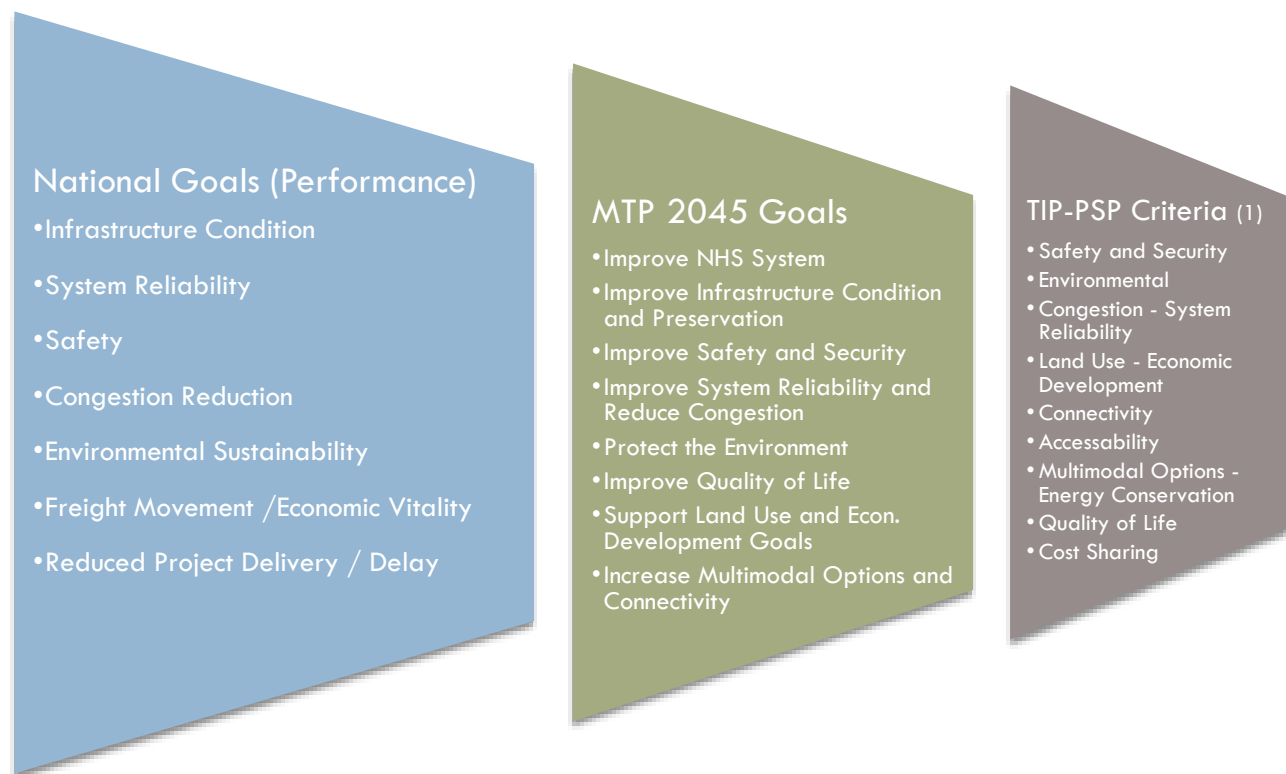 National Goals (Performance)
•Infrastructure Condition
•System Reliability
•Safety
•Congestion Reduction
•Environmental Sustainability
•Freight Movement /Economic Vitality
•Reduced Project Delivery / Delay
MTP 2045 Goals
•Improve NHS System
•Improve Infrastructure Condition
and Preservation
•Improve Safety and Security
•Improve System Reliability and
Reduce Congestion
•Protect the Environment
•Improve Quality of Life
•Support Land Use and Econ.
Development Goals
•Increase Multimodal Options and
Connectivity
TIP-PSP Criteria (1)
•Safety and Security
•Environmental
•Congestion - System
Reliability
•Land Use - Economic
Development
•Connectivity
•Accessability
•Multimodal Options -
Energy Conservation
•Quality of Life
•Cost Sharing